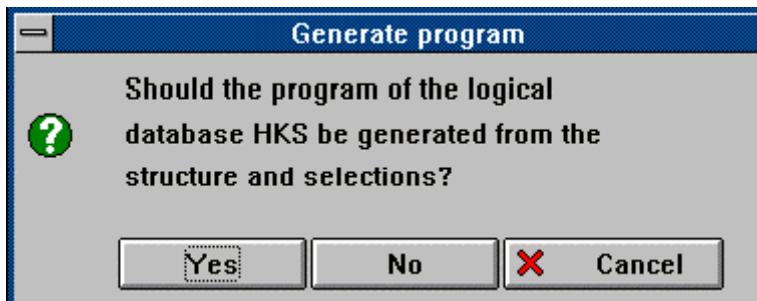 Generate program
Should the program of the logical
database HKS be generated from the
structure and selections?
Yes No Cancel